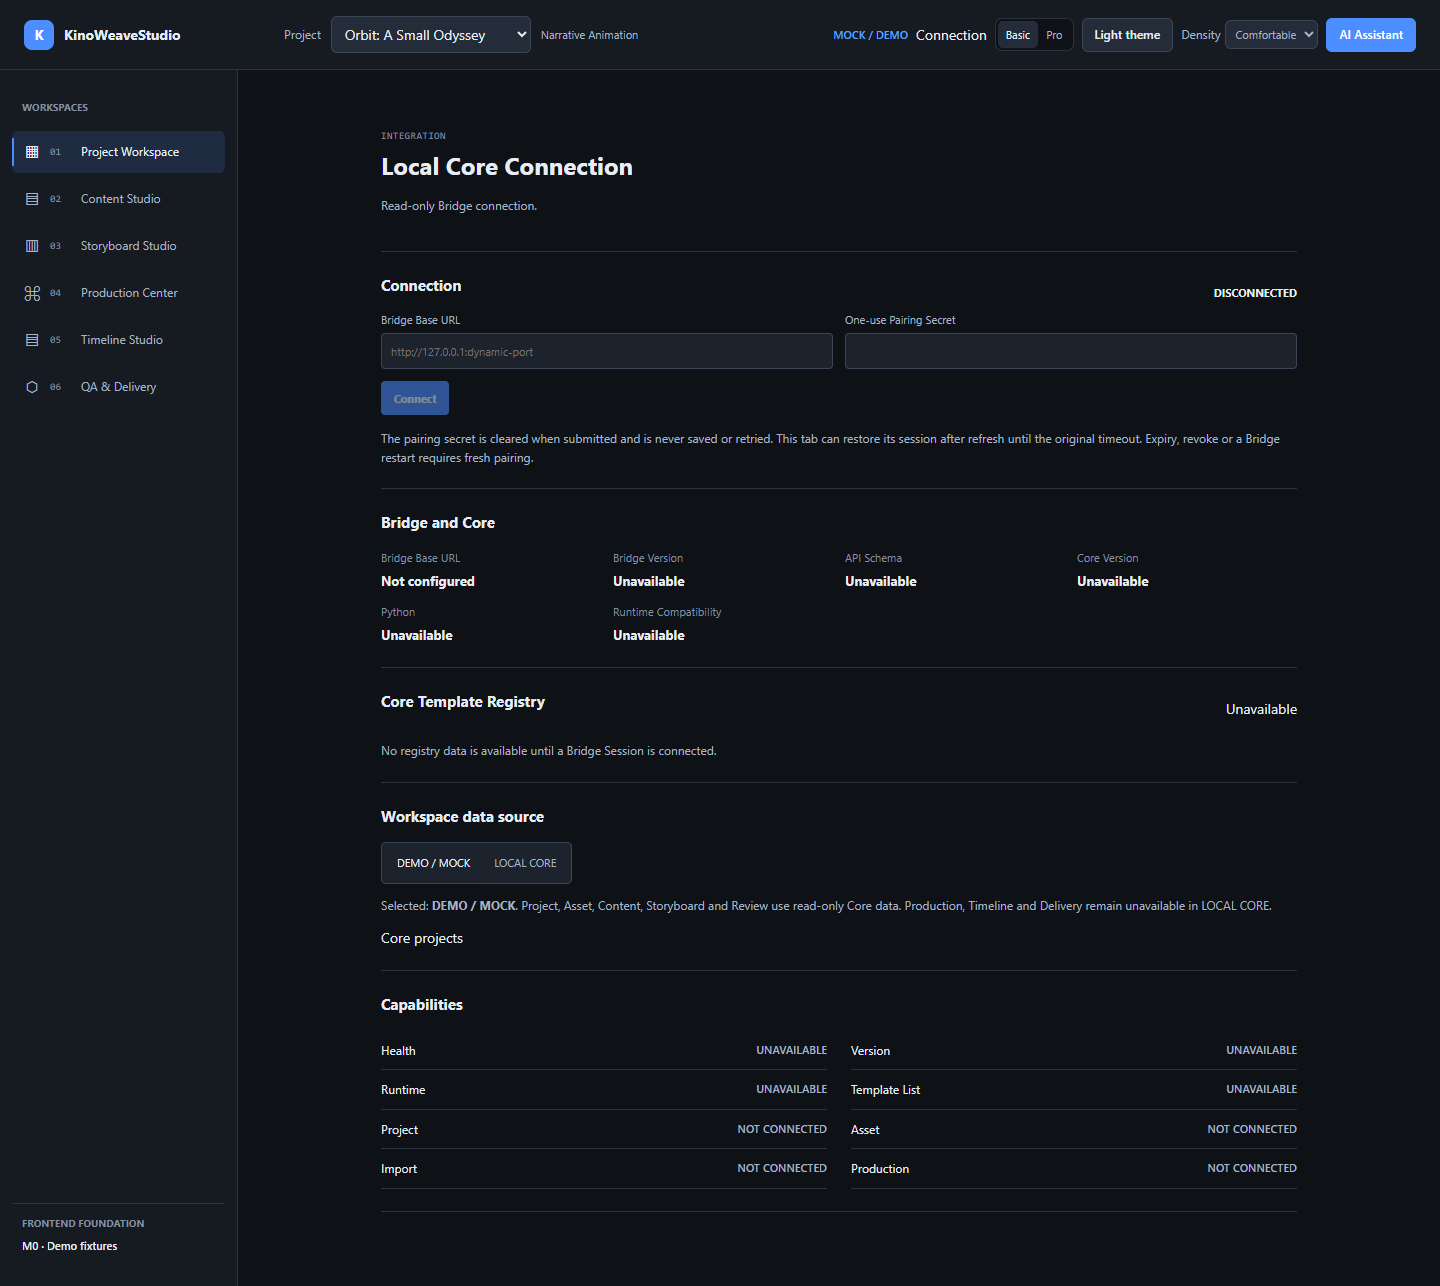 K KinoWeaveStudio
Project Orbit: A Small Odyssey Narrative Animation
MOCK / DEMO Connection Basic Pro Light theme Density Comfortable AI Assistant
WORKSPACES
01 Project Workspace
02 Content Studio
03 Storyboard Studio
04 Production Center
05 Timeline Studio
06 QA & Delivery
FRONTEND FOUNDATION
M0 · Demo fixtures
INTEGRATION
Local Core Connection
Read-only Bridge connection.
Connection
DISCONNECTED
Bridge Base URL One-use Pairing Secret
http://127.0.0.1:dynamic-port
Connect
The pairing secret is cleared when submitted and is never saved or retried. This tab can restore its session after refresh until the original timeout. Expiry, revoke or a Bridge
restart requires fresh pairing.
Bridge and Core
Bridge Base URL Bridge Version API Schema Core Version
Not configured Unavailable Unavailable Unavailable
Python Runtime Compatibility
Unavailable Unavailable
Core Template Registry
Unavailable
No registry data is available until a Bridge Session is connected.
Workspace data source
DEMO / MOCK LOCAL CORE
Selected: DEMO / MOCK. Project, Asset, Content, Storyboard and Review use read-only Core data. Production, Timeline and Delivery remain unavailable in LOCAL CORE.
Core projects
Capabilities
Health UNAVAILABLE Version UNAVAILABLE
Runtime UNAVAILABLE Template List UNAVAILABLE
Project NOT CONNECTED Asset NOT CONNECTED
Import NOT CONNECTED Production NOT CONNECTED